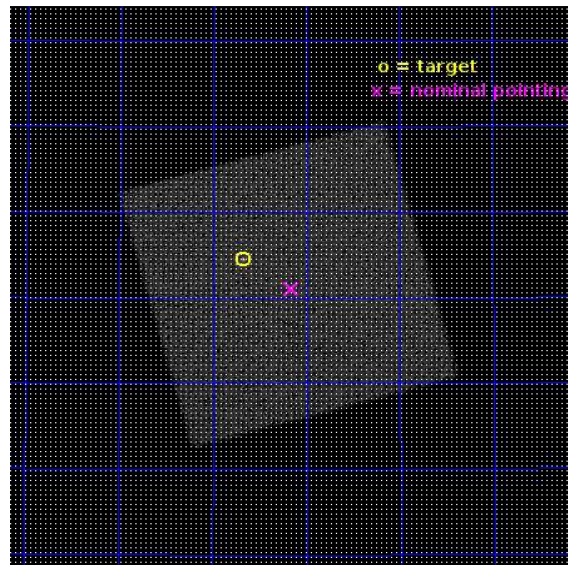 o = target
x = nominal pointing